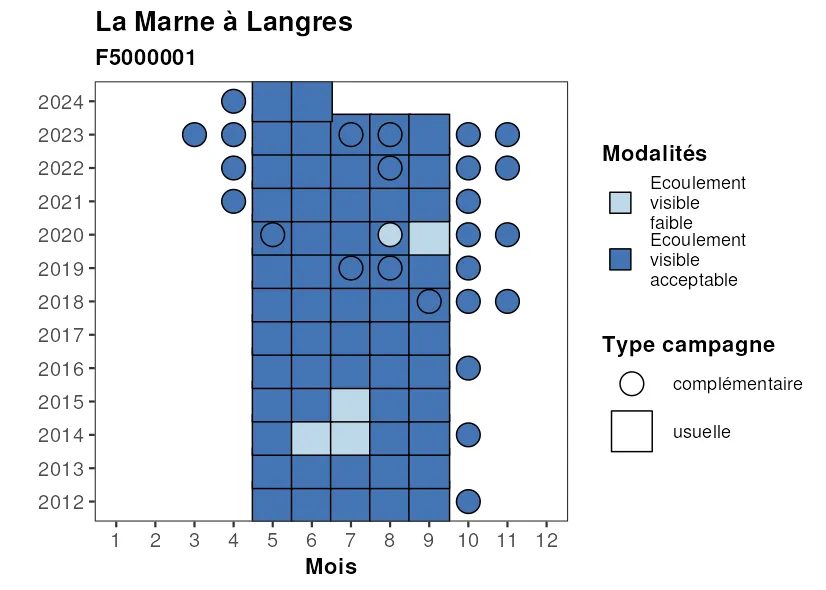 La Marne à Langres
F5000001
2024
2023
2022
2021
2020
2019
2018
2017
2016
2015
2014
2013
2012
1 2 3 4 5 6 7 8 9 10 11 12
Mois
Modalités
Ecoulement
visible
faible
Ecoulement
visible
acceptable
Type campagne
complémentaire
usuelle